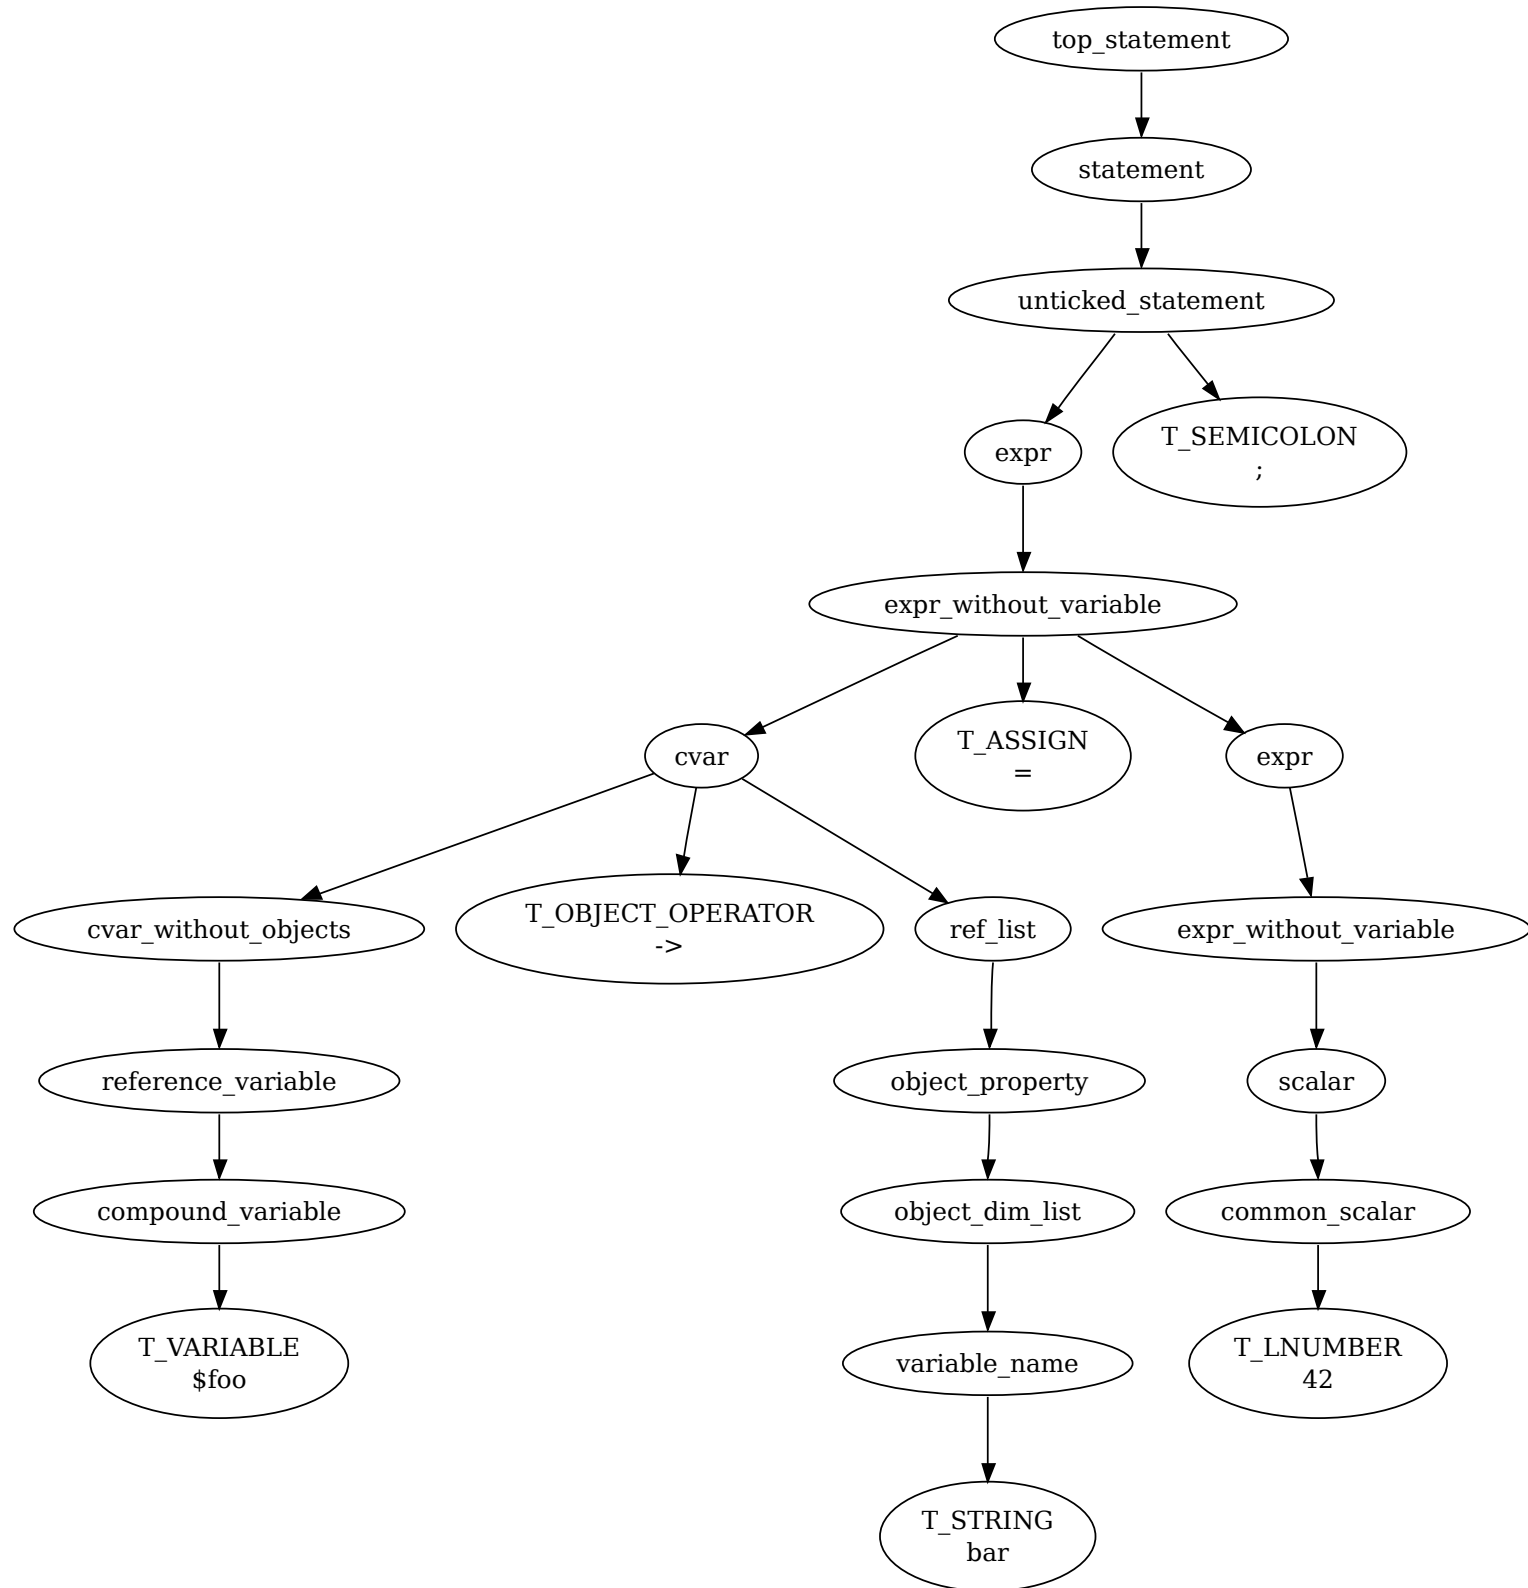 top_statement
statement
unticked_statement
expr
T_SEMICOLON
;
expr_without_variable
cvar
T_ASSIGN
=
expr
cvar_without_objects
T_OBJECT_OPERATOR
->
ref_list
expr_without_variable
reference_variable
object_property
scalar
compound_variable
object_dim_list
common_scalar
T_VARIABLE
$foo
variable_name
T_LNUMBER
42
T_STRING
bar